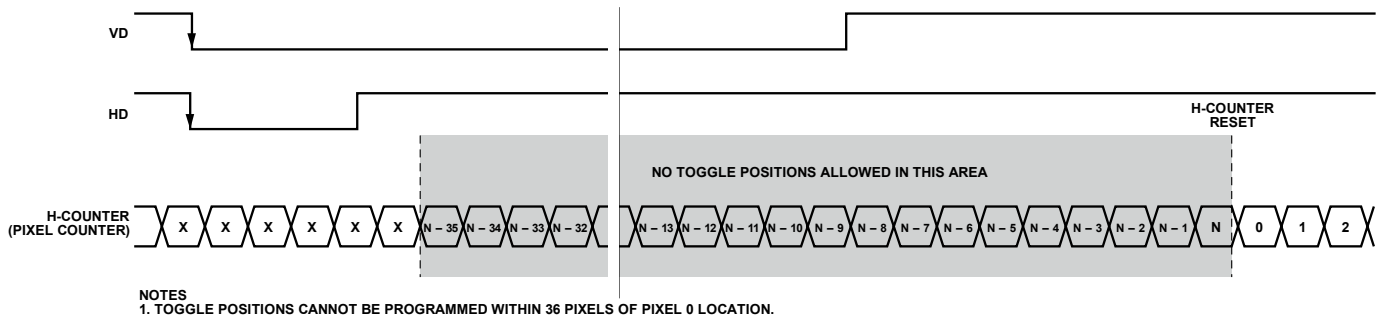 VD
HD
H-COUNTER
RESET
NO TOGGLE POSITIONS ALLOWED IN THIS AREA
H-COUNTER
(PIXEL COUNTER)
X X X X X X N – 35 N – 34 N – 33 N – 32 N – 13 N – 12 N – 11 N – 10 N – 9 N – 8 N – 7 N – 6 N – 5 N – 4 N – 3 N – 2 N – 1 N 0 1 2
NOTES
1. TOGGLE POSITIONS CANNOT BE PROGRAMMED WITHIN 36 PIXELS OF PIXEL 0 LOCATION.